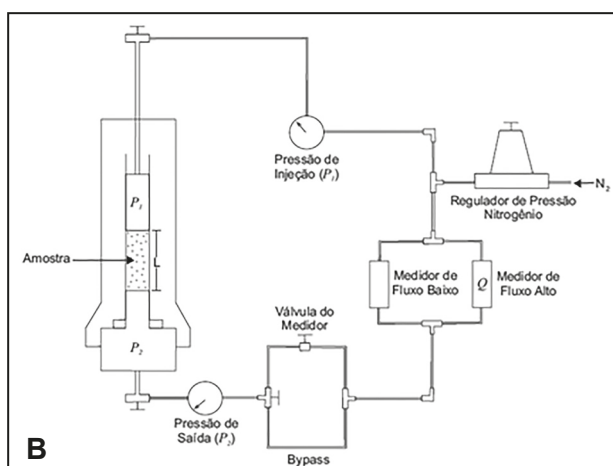 Pressão de
Injeção (P1)
N2
Regulador de Pressão
Nitrogênio
P1
Amostra
L
Medidor de
Fluxo Baixo
Q
Medidor de
Fluxo Alto
Válvula do
Medidor
P2
Pressão de
Saída (P2)
Bypass
B